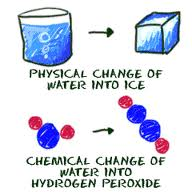 PHYSICAL CHANGE OF
WATER INTO ICE
CHEMICAL CHANGE OF
WATER INTO
HYDROGEN PEROXIDE